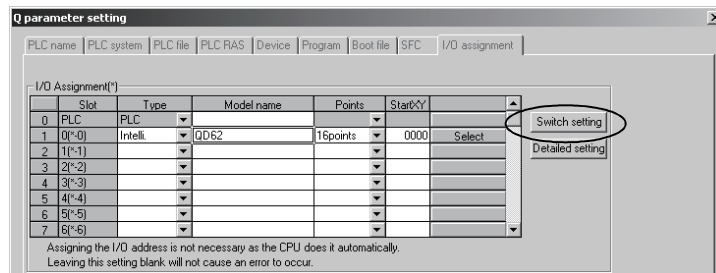 Q parameter setting
PLC name PLC system PLC file PLC RAS Device Program Boot file SFC I/O assignment
I/O Assignment(*)
Slot Type Model name Points StartXY
0 PLC PLC
1 0(*-0) Intelli. QD62 16points 0000 Select
2 1(*-1)
3 2(*-2)
4 3(*-3)
5 4(*-4)
6 5(*-5)
7 6(*-6)
Switch setting
Detailed setting
Assigning the I/O address is not necessary as the CPU does it automatically.
Leaving this setting blank will not cause an error to occur.